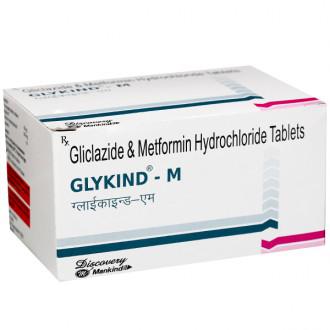 Rx Gliclazide & Metformin Hydrochloride Tablets
GLYKIND® - M
ग्लाईकाइन्ड-एम
Discovery
Mankind